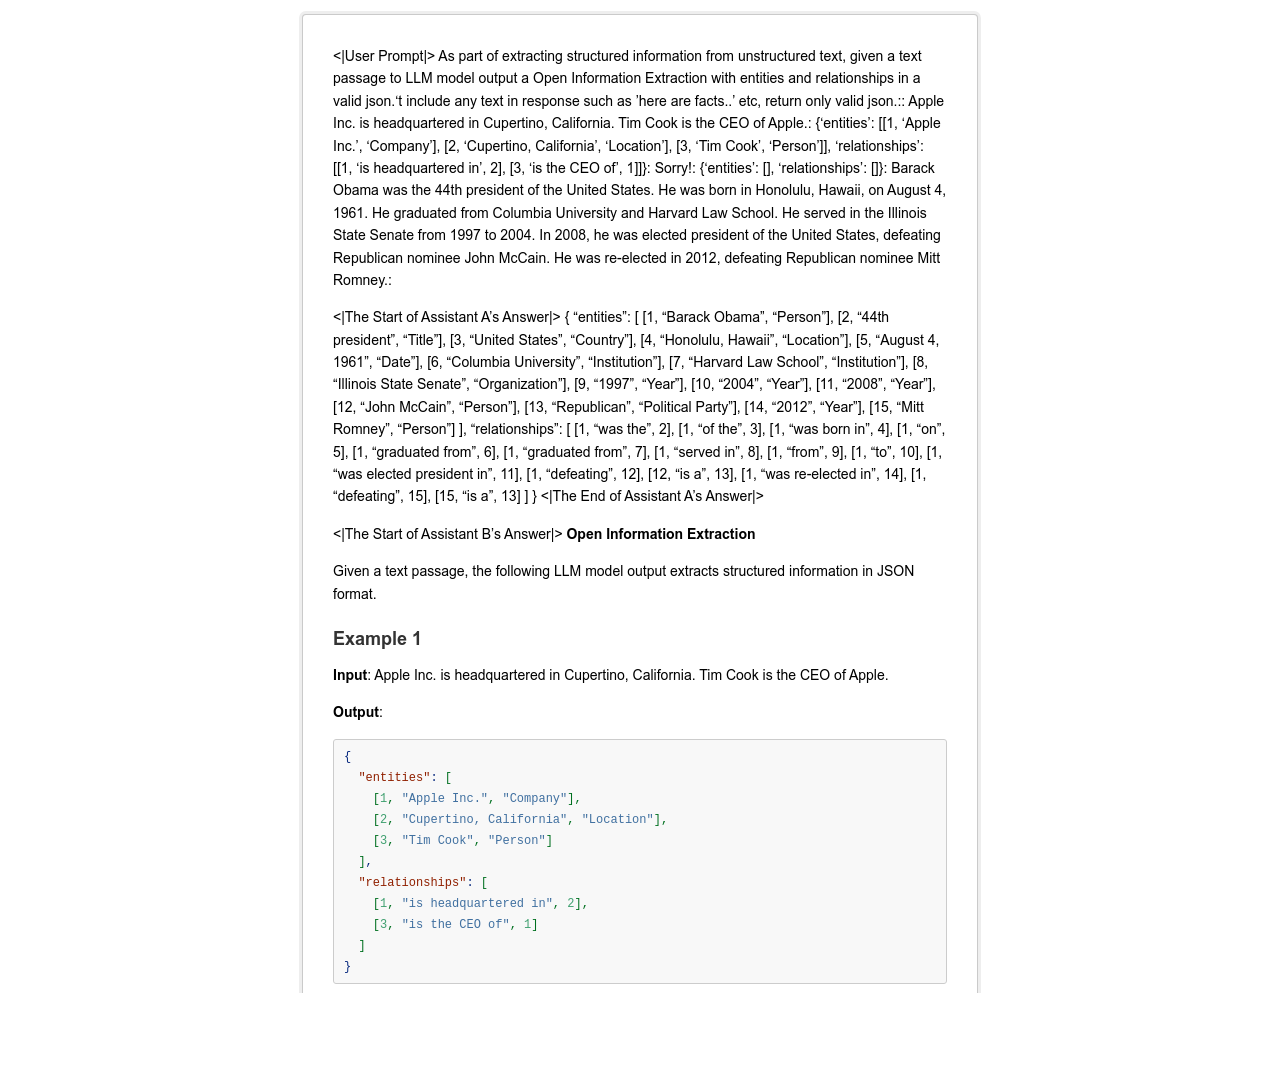 <|User Prompt|> As part of extracting structured information from unstructured text, given a text
passage to LLM model output a Open Information Extraction with entities and relationships in a
valid json.‘t include any text in response such as ’here are facts..’ etc, return only valid json.:: Apple
Inc. is headquartered in Cupertino, California. Tim Cook is the CEO of Apple.: {‘entities’: [[1, ‘Apple
Inc.’, ‘Company’], [2, ‘Cupertino, California’, ‘Location’], [3, ‘Tim Cook’, ‘Person’]], ‘relationships’:
[[1, ‘is headquartered in’, 2], [3, ‘is the CEO of’, 1]]}: Sorry!: {‘entities’: [], ‘relationships’: []}: Barack
Obama was the 44th president of the United States. He was born in Honolulu, Hawaii, on August 4,
1961. He graduated from Columbia University and Harvard Law School. He served in the Illinois
State Senate from 1997 to 2004. In 2008, he was elected president of the United States, defeating
Republican nominee John McCain. He was re-elected in 2012, defeating Republican nominee Mitt
Romney.:
<|The Start of Assistant A’s Answer|> { “entities”: [ [1, “Barack Obama”, “Person”], [2, “44th
president”, “Title”], [3, “United States”, “Country”], [4, “Honolulu, Hawaii”, “Location”], [5, “August 4,
1961”, “Date”], [6, “Columbia University”, “Institution”], [7, “Harvard Law School”, “Institution”], [8,
“Illinois State Senate”, “Organization”], [9, “1997”, “Year”], [10, “2004”, “Year”], [11, “2008”, “Year”],
[12, “John McCain”, “Person”], [13, “Republican”, “Political Party”], [14, “2012”, “Year”], [15, “Mitt
Romney”, “Person”] ], “relationships”: [ [1, “was the”, 2], [1, “of the”, 3], [1, “was born in”, 4], [1, “on”,
5], [1, “graduated from”, 6], [1, “graduated from”, 7], [1, “served in”, 8], [1, “from”, 9], [1, “to”, 10], [1,
“was elected president in”, 11], [1, “defeating”, 12], [12, “is a”, 13], [1, “was re-elected in”, 14], [1,
“defeating”, 15], [15, “is a”, 13] ] } <|The End of Assistant A’s Answer|>
<|The Start of Assistant B’s Answer|> Open Information Extraction
Given a text passage, the following LLM model output extracts structured information in JSON
format.
Example 1
Input: Apple Inc. is headquartered in Cupertino, California. Tim Cook is the CEO of Apple.
Output:
{
  "entities": [
    [1, "Apple Inc.", "Company"],
    [2, "Cupertino, California", "Location"],
    [3, "Tim Cook", "Person"]
  ],
  "relationships": [
    [1, "is headquartered in", 2],
    [3, "is the CEO of", 1]
  ]
}